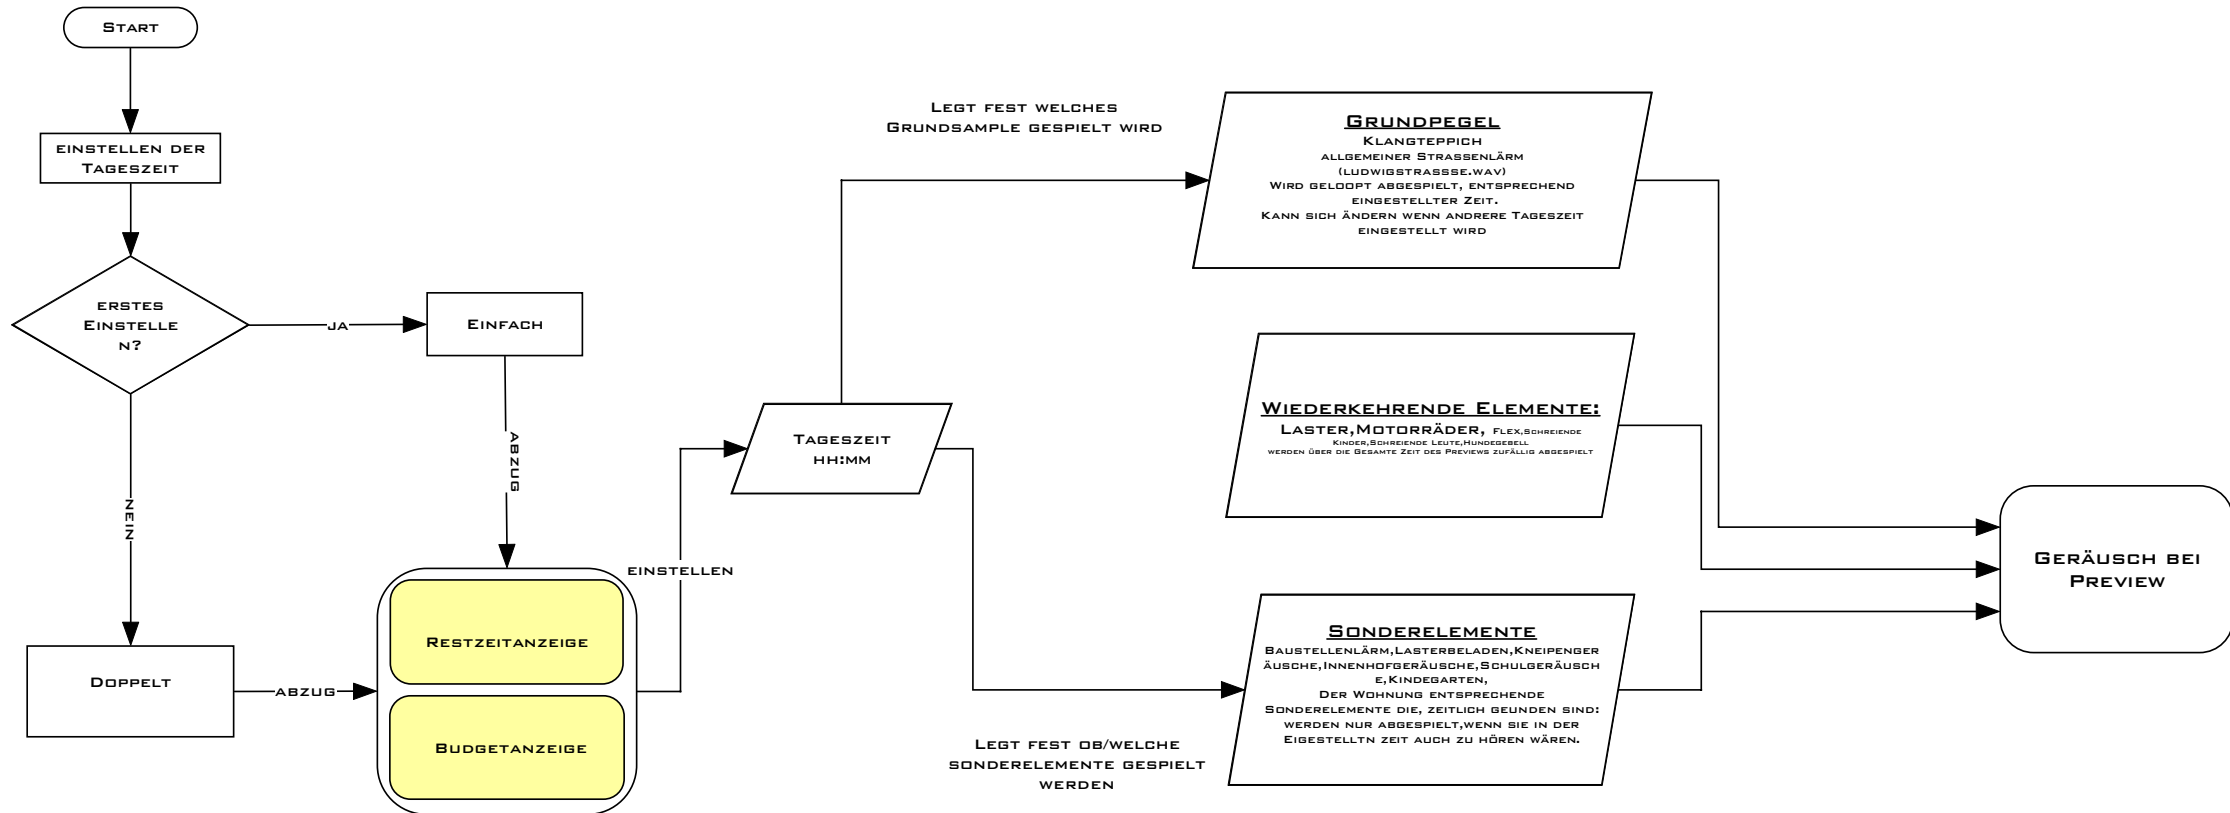 Start
einstellen der
Tageszeit
erstes
Einstelle
n?
ja
Einfach
Abzug
nein
Doppelt
Abzug
Restzeitanzeige
Budgetanzeige
einstellen
Tageszeit
hh:mm
Legt fest welches
Grundsample gespielt wird
Grundpegel
Klangteppich
allgemeiner Strassenlärm
(ludwigstrassse.wav)
Wird geloopt abgespielt, entsprechend
eingestellter Zeit.
Kann sich ändern wenn andrere Tageszeit
eingestellt wird
Wiederkehrende Elemente:
Laster,Motorräder, Flex,Schreiende
Kinder,Schreiende Leute,Hundegebell
werden über die Gesamte Zeit des Previews zufällig abgespielt
Sonderelemente
Baustellenlärm,Lasterbeladen,Kneipenger
äusche,Innenhofgeräusche,Schulgeräusch
e,Kindegarten,
Der Wohnung entsprechende
Sonderelemente die, zeitlich geunden sind:
werden nur abgespielt,wenn sie in der
Eigestelltn zeit auch zu hören wären.
Legt fest ob/welche
sonderelemente gespielt
werden
Geräusch bei
Preview